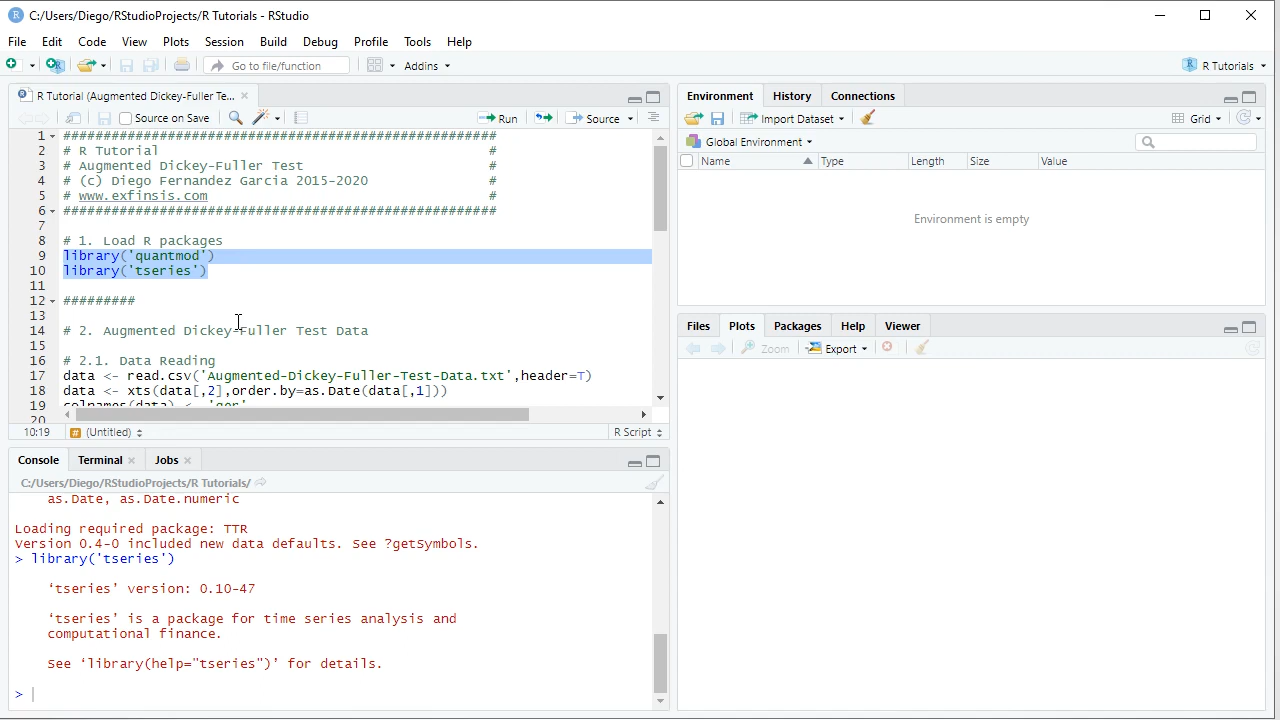 C:/Users/Diego/RStudioProjects/R Tutorials - RStudio
File Edit Code View Plots Session Build Debug Profile Tools Help
Go to file/function Addins R Tutorials
R Tutorial (Augmented Dickey-Fuller Te...
Source on Save Run Source
1 ######################################################
2 # R Tutorial #
3 # Augmented Dickey-Fuller Test #
4 # (c) Diego Fernandez Garcia 2015-2020 #
5 # www.exfinsis.com #
6 ######################################################
7
8 # 1. Load R packages
9 library('quantmod')
10 library('tseries')
11
12 #########
13
14 # 2. Augmented Dickey-Fuller Test Data
15
16 # 2.1. Data Reading
17 data <- read.csv('Augmented-Dickey-Fuller-Test-Data.txt',header=T)
18 data <- xts(data[,2],order.by=as.Date(data[,1]))
19 colnames(data) <- 'ger'
20
10:19 # (Untitled) R Script
Console Terminal Jobs
C:/Users/Diego/RStudioProjects/R Tutorials/
as.Date, as.Date.numeric
Loading required package: TTR
Version 0.4-0 included new data defaults. See ?getSymbols.
> library('tseries')
‘tseries’ version: 0.10-47
‘tseries’ is a package for time series analysis and
computational finance.
See ‘library(help="tseries")’ for details.
>
Environment History Connections
Import Dataset Grid
Global Environment
Name Type Length Size Value
Environment is empty
Files Plots Packages Help Viewer
Zoom Export